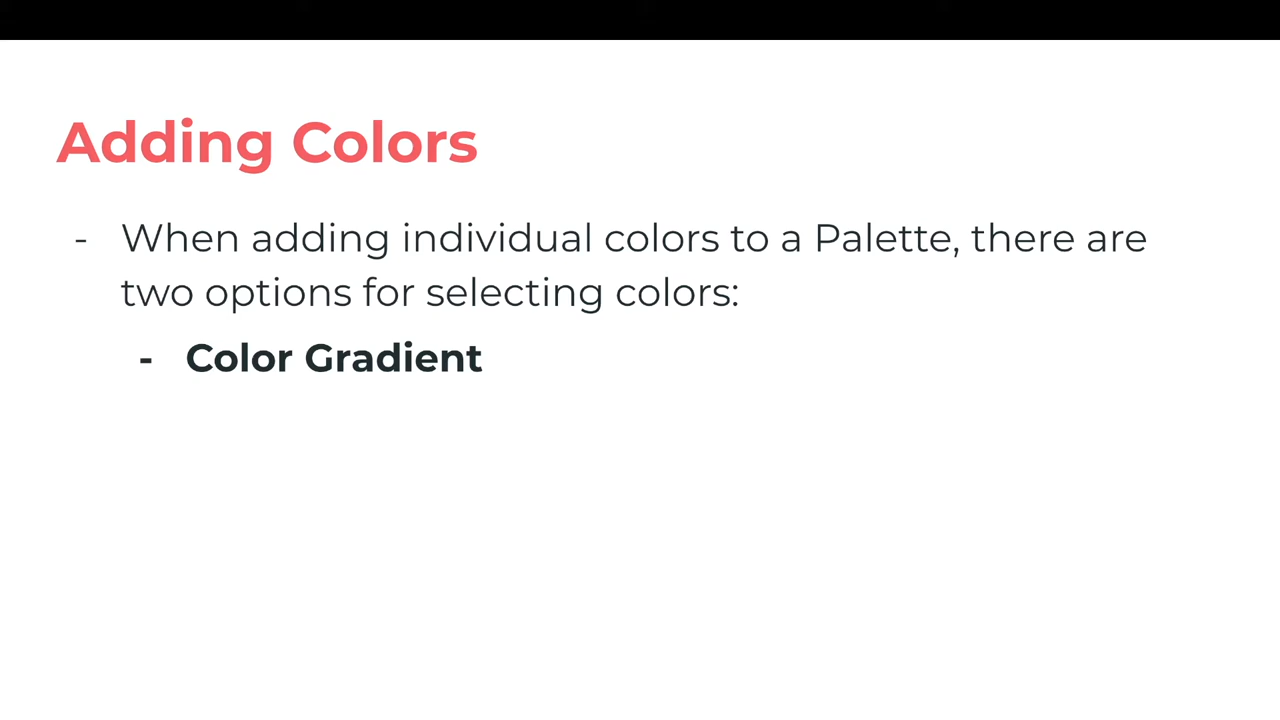 Adding Colors
- When adding individual colors to a Palette, there are
two options for selecting colors:
- Color Gradient